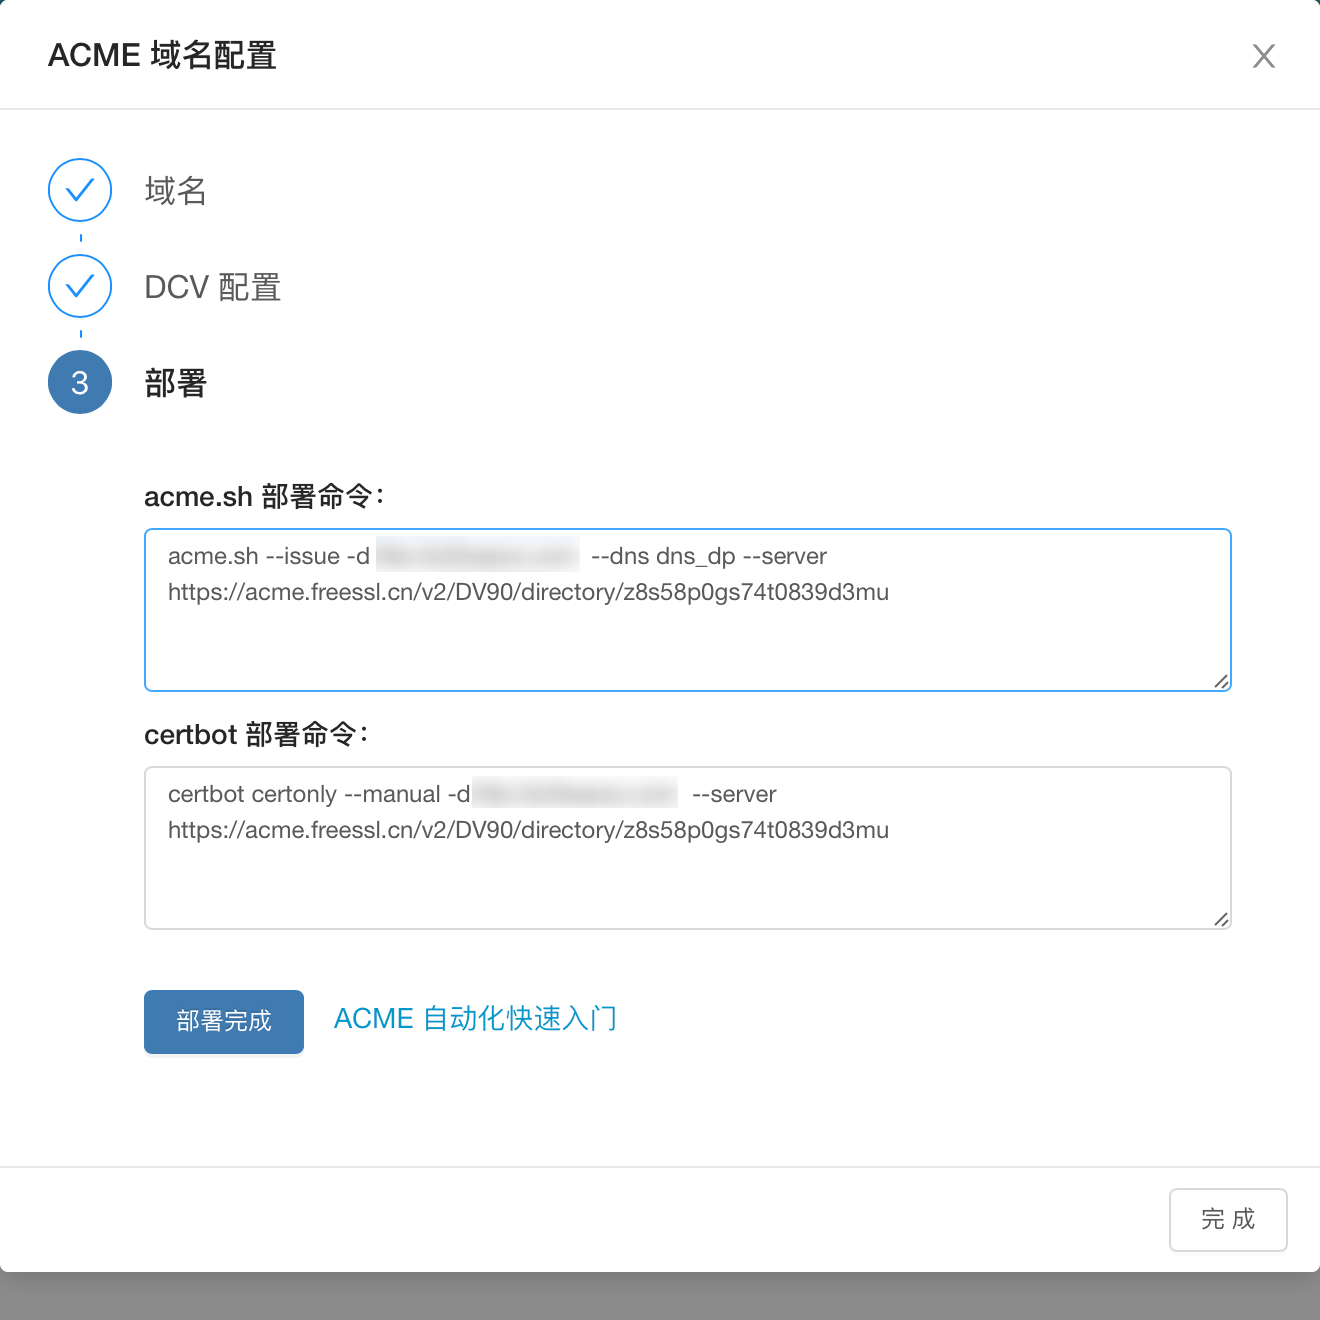 ACME 域名配置
域名
DCV 配置
3 部署
acme.sh 部署命令：
acme.sh --issue -d --dns dns_dp --server
https://acme.freessl.cn/v2/DV90/directory/z8s58p0gs74t0839d3mu
certbot 部署命令：
certbot certonly --manual -d --server
https://acme.freessl.cn/v2/DV90/directory/z8s58p0gs74t0839d3mu
部署完成 ACME 自动化快速入门
完 成